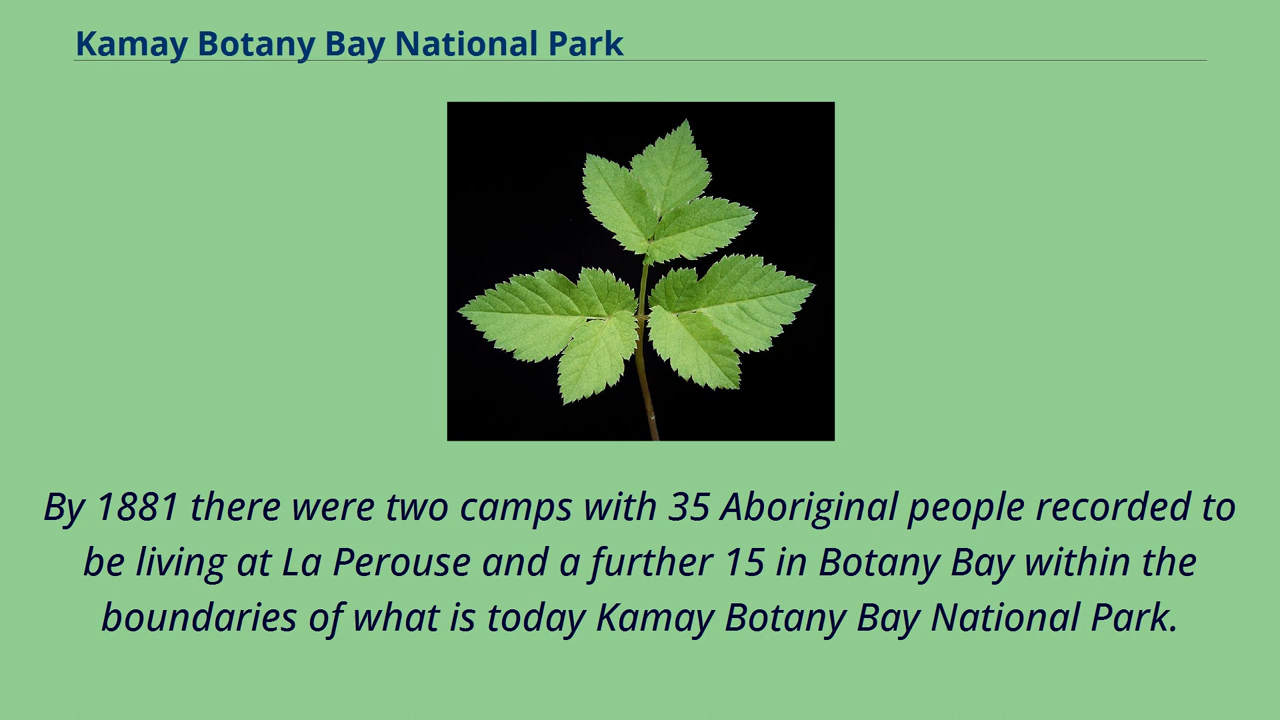 Kamay Botany Bay National Park
By 1881 there were two camps with 35 Aboriginal people recorded to
be living at La Perouse and a further 15 in Botany Bay within the
boundaries of what is today Kamay Botany Bay National Park.